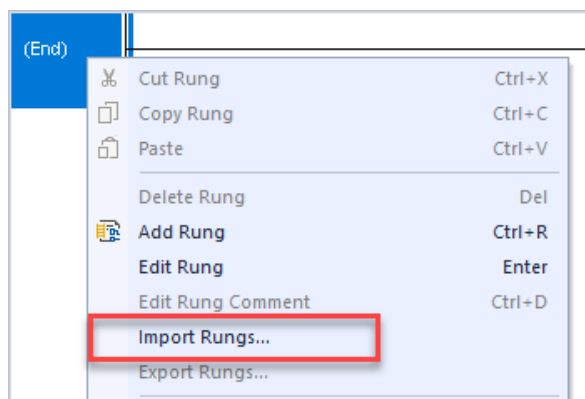 (End)
Cut Rung Ctrl+X
Copy Rung Ctrl+C
Paste Ctrl+V
Delete Rung Del
Add Rung Ctrl+R
Edit Rung Enter
Edit Rung Comment Ctrl+D
Import Rungs...
Export Rungs...